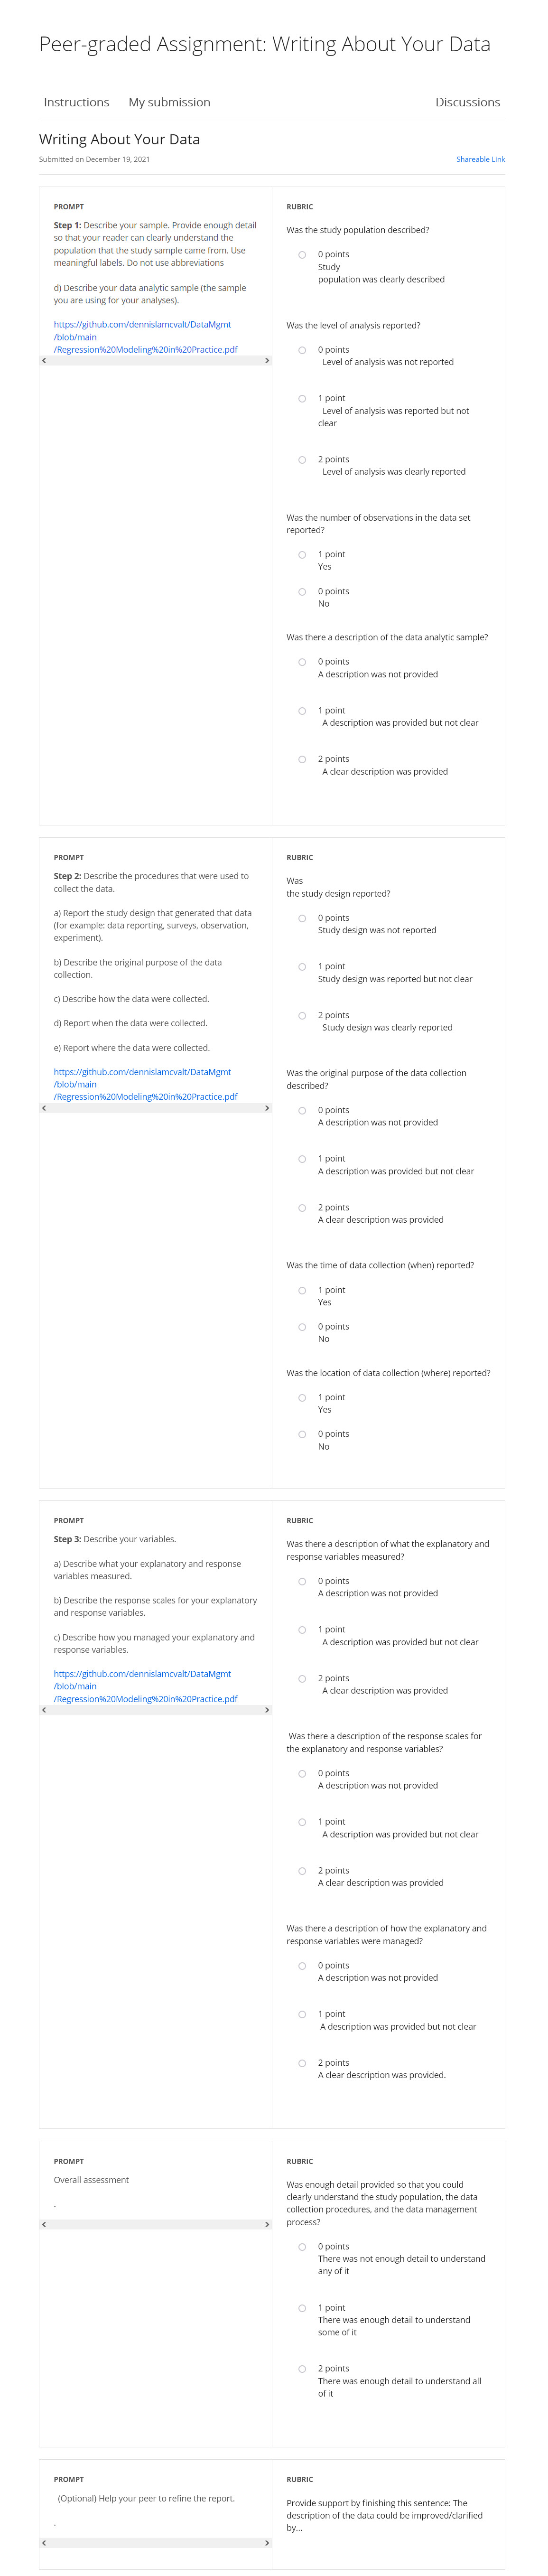 Peer-graded Assignment: Writing About Your Data
Instructions
My submission
Discussions
Writing About Your Data
Submitted on December 19, 2021
Shareable Link
PROMPT
Step 1: Describe your sample. Provide enough detail
so that your reader can clearly understand the
population that the study sample came from. Use
meaningful labels. Do not use abbreviations
d) Describe your data analytic sample (the sample
you are using for your analyses).
https://github.com/dennislamcvalt/DataMgmt
/blob/main
/Regression%20Modeling%20in%20Practice.pdf
RUBRIC
Was the study population described?
0 points
Study
population was clearly described
Was the level of analysis reported?
0 points
Level of analysis was not reported
1 point
Level of analysis was reported but not
clear
2 points
Level of analysis was clearly reported
Was the number of observations in the data set
reported?
1 point
Yes
0 points
No
Was there a description of the data analytic sample?
0 points
A description was not provided
1 point
A description was provided but not clear
2 points
A clear description was provided
PROMPT
Step 2: Describe the procedures that were used to
collect the data.
a) Report the study design that generated that data
(for example: data reporting, surveys, observation,
experiment).
b) Describe the original purpose of the data
collection.
c) Describe how the data were collected.
d) Report when the data were collected.
e) Report where the data were collected.
https://github.com/dennislamcvalt/DataMgmt
/blob/main
/Regression%20Modeling%20in%20Practice.pdf
RUBRIC
Was
the study design reported?
0 points
Study design was not reported
1 point
Study design was reported but not clear
2 points
Study design was clearly reported
Was the original purpose of the data collection
described?
0 points
A description was not provided
1 point
A description was provided but not clear
2 points
A clear description was provided
Was the time of data collection (when) reported?
1 point
Yes
0 points
No
Was the location of data collection (where) reported?
1 point
Yes
0 points
No
PROMPT
Step 3: Describe your variables.
a) Describe what your explanatory and response
variables measured.
b) Describe the response scales for your explanatory
and response variables.
c) Describe how you managed your explanatory and
response variables.
https://github.com/dennislamcvalt/DataMgmt
/blob/main
/Regression%20Modeling%20in%20Practice.pdf
RUBRIC
Was there a description of what the explanatory and
response variables measured?
0 points
A description was not provided
1 point
A description was provided but not clear
2 points
A clear description was provided
Was there a description of the response scales for
the explanatory and response variables?
0 points
A description was not provided
1 point
A description was provided but not clear
2 points
A clear description was provided
Was there a description of how the explanatory and
response variables were managed?
0 points
A description was not provided
1 point
A description was provided but not clear
2 points
A clear description was provided.
PROMPT
Overall assessment
.
RUBRIC
Was enough detail provided so that you could
clearly understand the study population, the data
collection procedures, and the data management
process?
0 points
There was not enough detail to understand
any of it
1 point
There was enough detail to understand
some of it
2 points
There was enough detail to understand all
of it
PROMPT
(Optional) Help your peer to refine the report.
.
RUBRIC
Provide support by finishing this sentence: The
description of the data could be improved/clarified
by...